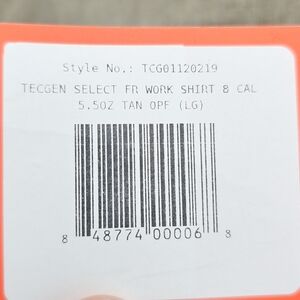 Style No.: TCG01120219
TECGEN SELECT FR WORK SHIRT 8 CAL
5.5OZ TAN OPF (LG)
8 48774 00006 8